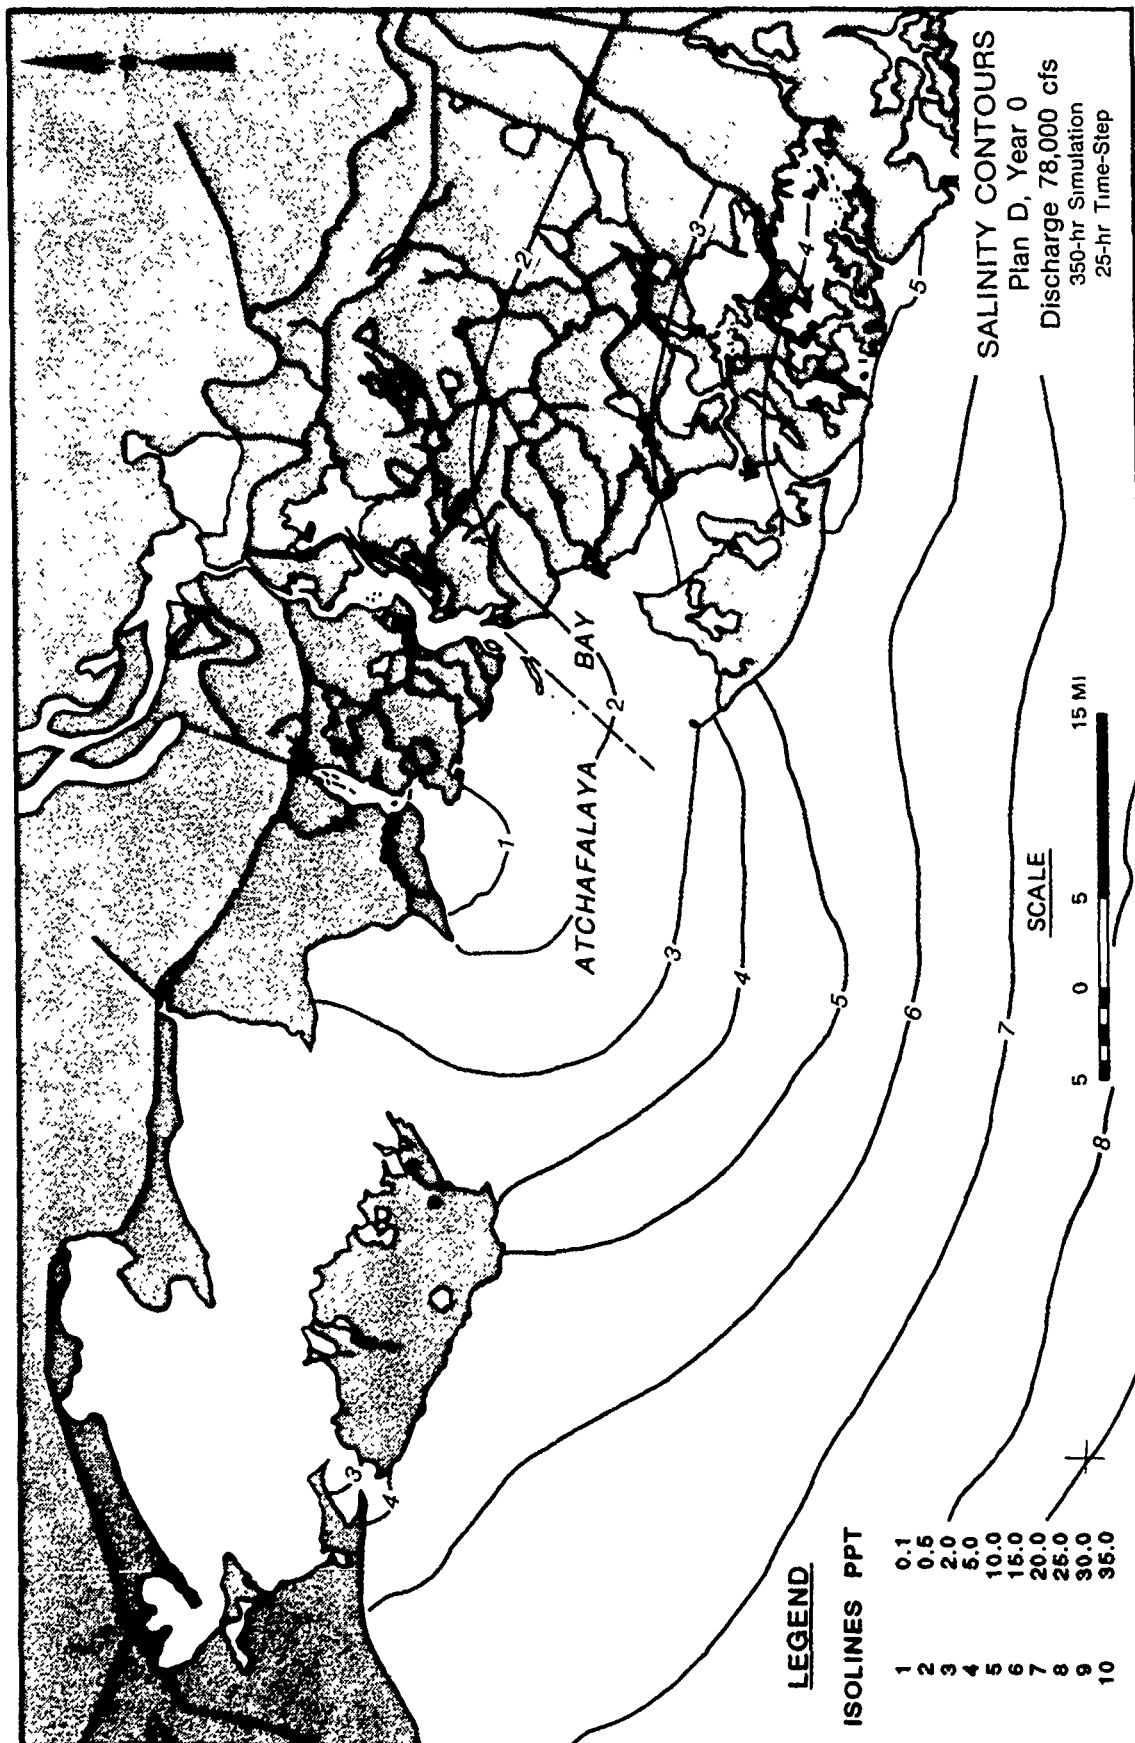 SALINITY CONTOURS
Plan D, Year 0
Discharge 78,000 cfs
350-hr Simulation
25-hr Time-Step
ATCHAFALAYA BAY
1
2
2
3
3
3
4
4
4
5
5
6
7
8
SCALE
5 0 5 15 MI
LEGEND
ISOLINES PPT
1 0.1
2 0.5
3 2.0
4 5.0
5 10.0
6 15.0
7 20.0
8 25.0
9 30.0
10 35.0